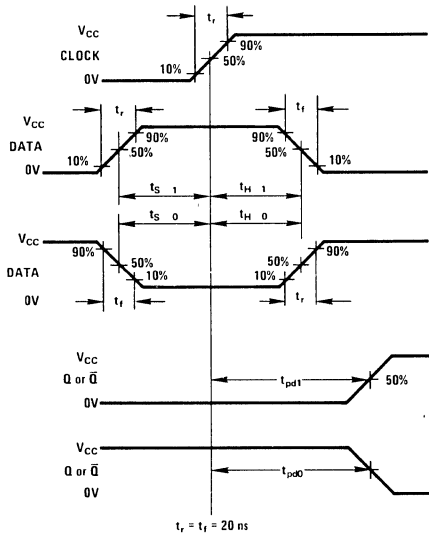 t_r
V_CC
CLOCK
0V
90%
50%
10%
t_r
t_f
V_CC
DATA
0V
90%
90%
50%
50%
10%
10%
t_S 1
t_H 1
t_S 0
t_H 0
V_CC
DATA
0V
90%
90%
50%
50%
10%
10%
t_f
t_r
V_CC
Q or Q̅
0V
t_pd1
50%
V_CC
Q or Q̅
0V
t_pd0
t_r = t_f = 20 ns